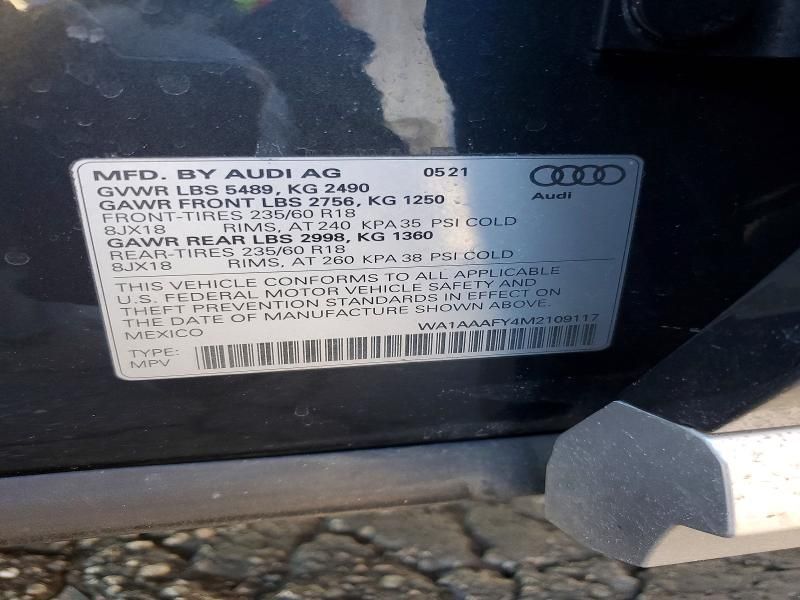 MFD. BY AUDI AG 0521
GVWR LBS 5489, KG 2490
GAWR FRONT LBS 2756, KG 1250
FRONT-TIRES 235/60 R18
8JX18 RIMS, AT 240 KPA 35 PSI COLD
GAWR REAR LBS 2998, KG 1360
REAR-TIRES 235/60 R18
8JX18 RIMS, AT 260 KPA 38 PSI COLD
Audi
THIS VEHICLE CONFORMS TO ALL APPLICABLE
U.S. FEDERAL MOTOR VEHICLE SAFETY AND
THEFT PREVENTION STANDARDS IN EFFECT ON
THE DATE OF MANUFACTURE SHOWN ABOVE.
MEXICO WA1AAAFY4M2109117
TYPE:
MPV